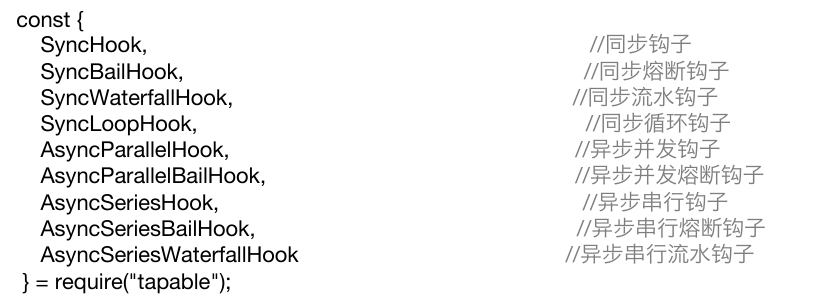 const {
SyncHook, //同步钩子
SyncBailHook, //同步熔断钩子
SyncWaterfallHook, //同步流水钩子
SyncLoopHook, //同步循环钩子
AsyncParallelHook, //异步并发钩子
AsyncParallelBailHook, //异步并发熔断钩子
AsyncSeriesHook, //异步串行钩子
AsyncSeriesBailHook, //异步串行熔断钩子
AsyncSeriesWaterfallHook //异步串行流水钩子
} = require("tapable");